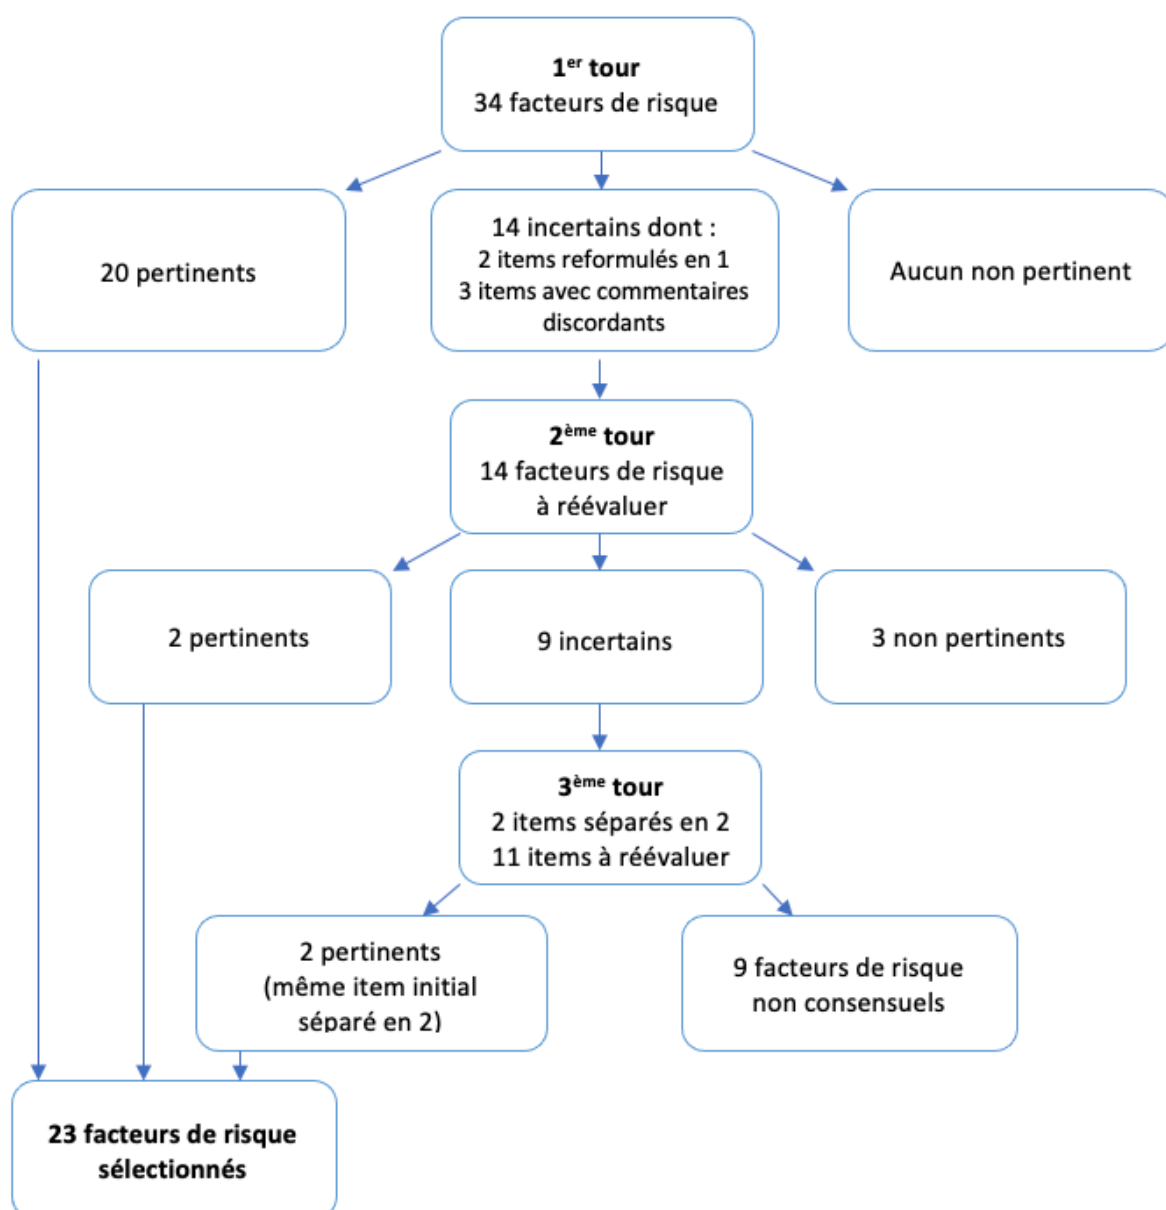 1er tour
34 facteurs de risque
20 pertinents
14 incertains dont :
2 items reformulés en 1
3 items avec commentaires
discordants
Aucun non pertinent
2ème tour
14 facteurs de risque
à réévaluer
2 pertinents
9 incertains
3 non pertinents
3ème tour
2 items séparés en 2
11 items à réévaluer
2 pertinents
(même item initial
séparé en 2)
9 facteurs de risque
non consensuels
23 facteurs de risque
sélectionnés